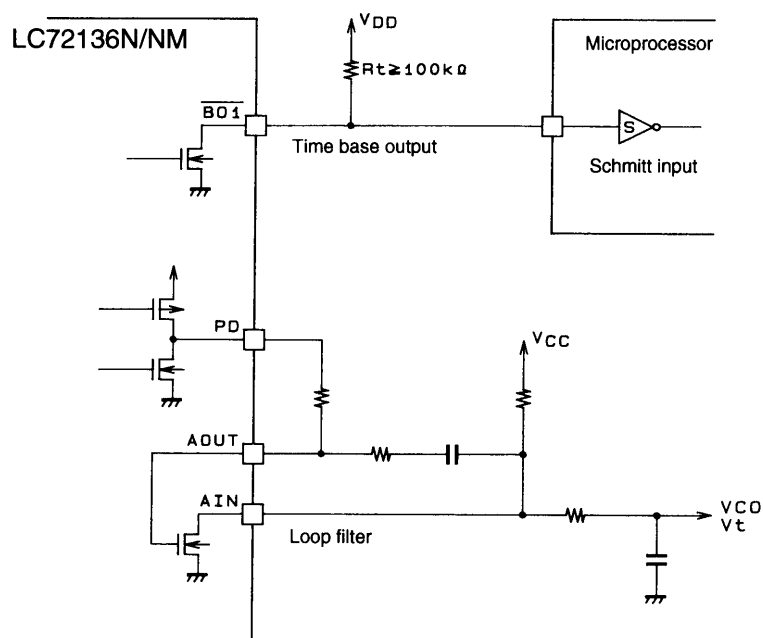 LC72136N/NM
VDD
Rt≥100kΩ
Microprocessor
BO1
S
Time base output
Schmitt input
PD
VCC
AOUT
AIN
Loop filter
VCO
Vt